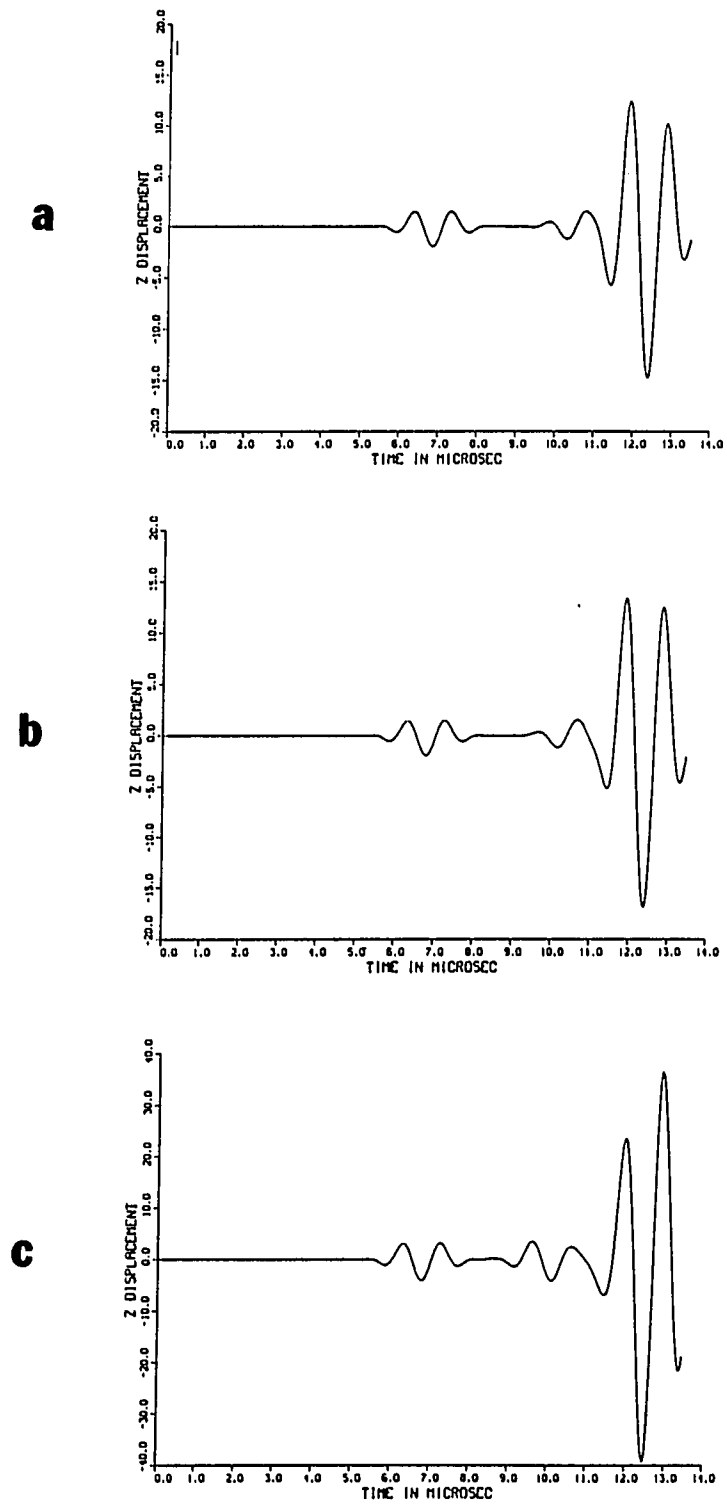 a
Z DISPLACEMENT
-20.0 -15.0 -10.0 -5.0 0.0 5.0 10.0 15.0 20.0
0.0 1.0 2.0 3.0 4.0 5.0 6.0 7.0 0.0 9.0 10.0 11.0 12.0 13.0 14.0
TIME IN MICROSEC
b
Z DISPLACEMENT
-20.0 -15.0 -10.0 -5.0 0.0 5.0 10.0 15.0 20.0
0.0 1.0 2.0 3.0 4.0 5.0 6.0 7.0 8.0 9.0 10.0 11.0 12.0 13.0 14.0
TIME IN MICROSEC
c
Z DISPLACEMENT
-40.0 -30.0 -20.0 -10.0 0.0 10.0 20.0 30.0 40.0
0.0 1.0 2.0 3.0 4.0 5.0 6.0 7.0 8.0 9.0 10.0 11.0 12.0 13.0 14.0
TIME IN MICROSEC